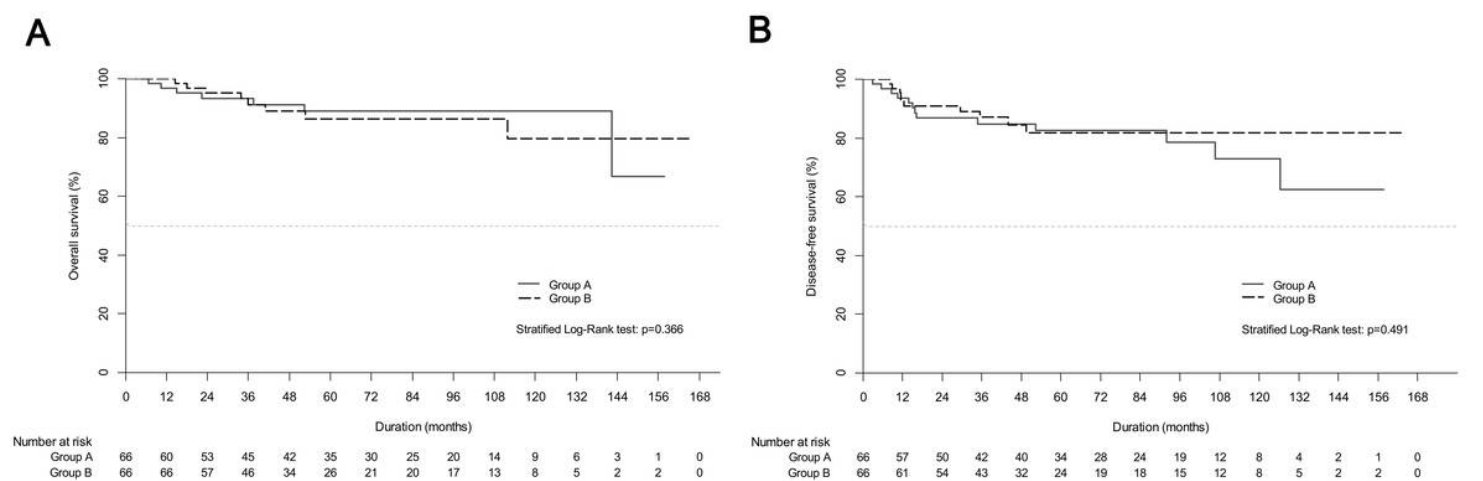 A
Overall survival (%)
100
80
60
40
20
0
Group A
Group B
Stratified Log-Rank test: p=0.366
0 12 24 36 48 60 72 84 96 108 120 132 144 156 168
Duration (months)
Number at risk
Group A 66 60 53 45 42 35 30 25 20 14 9 6 3 1 0
Group B 66 66 57 46 34 26 21 20 17 13 8 5 2 2 0
B
Disease-free survival (%)
100
80
60
40
20
0
Group A
Group B
Stratified Log-Rank test: p=0.491
0 12 24 36 48 60 72 84 96 108 120 132 144 156 168
Duration (months)
Number at risk
Group A 66 57 50 42 40 34 28 24 19 12 8 4 2 1 0
Group B 66 61 54 43 32 24 19 18 15 12 8 5 2 2 0